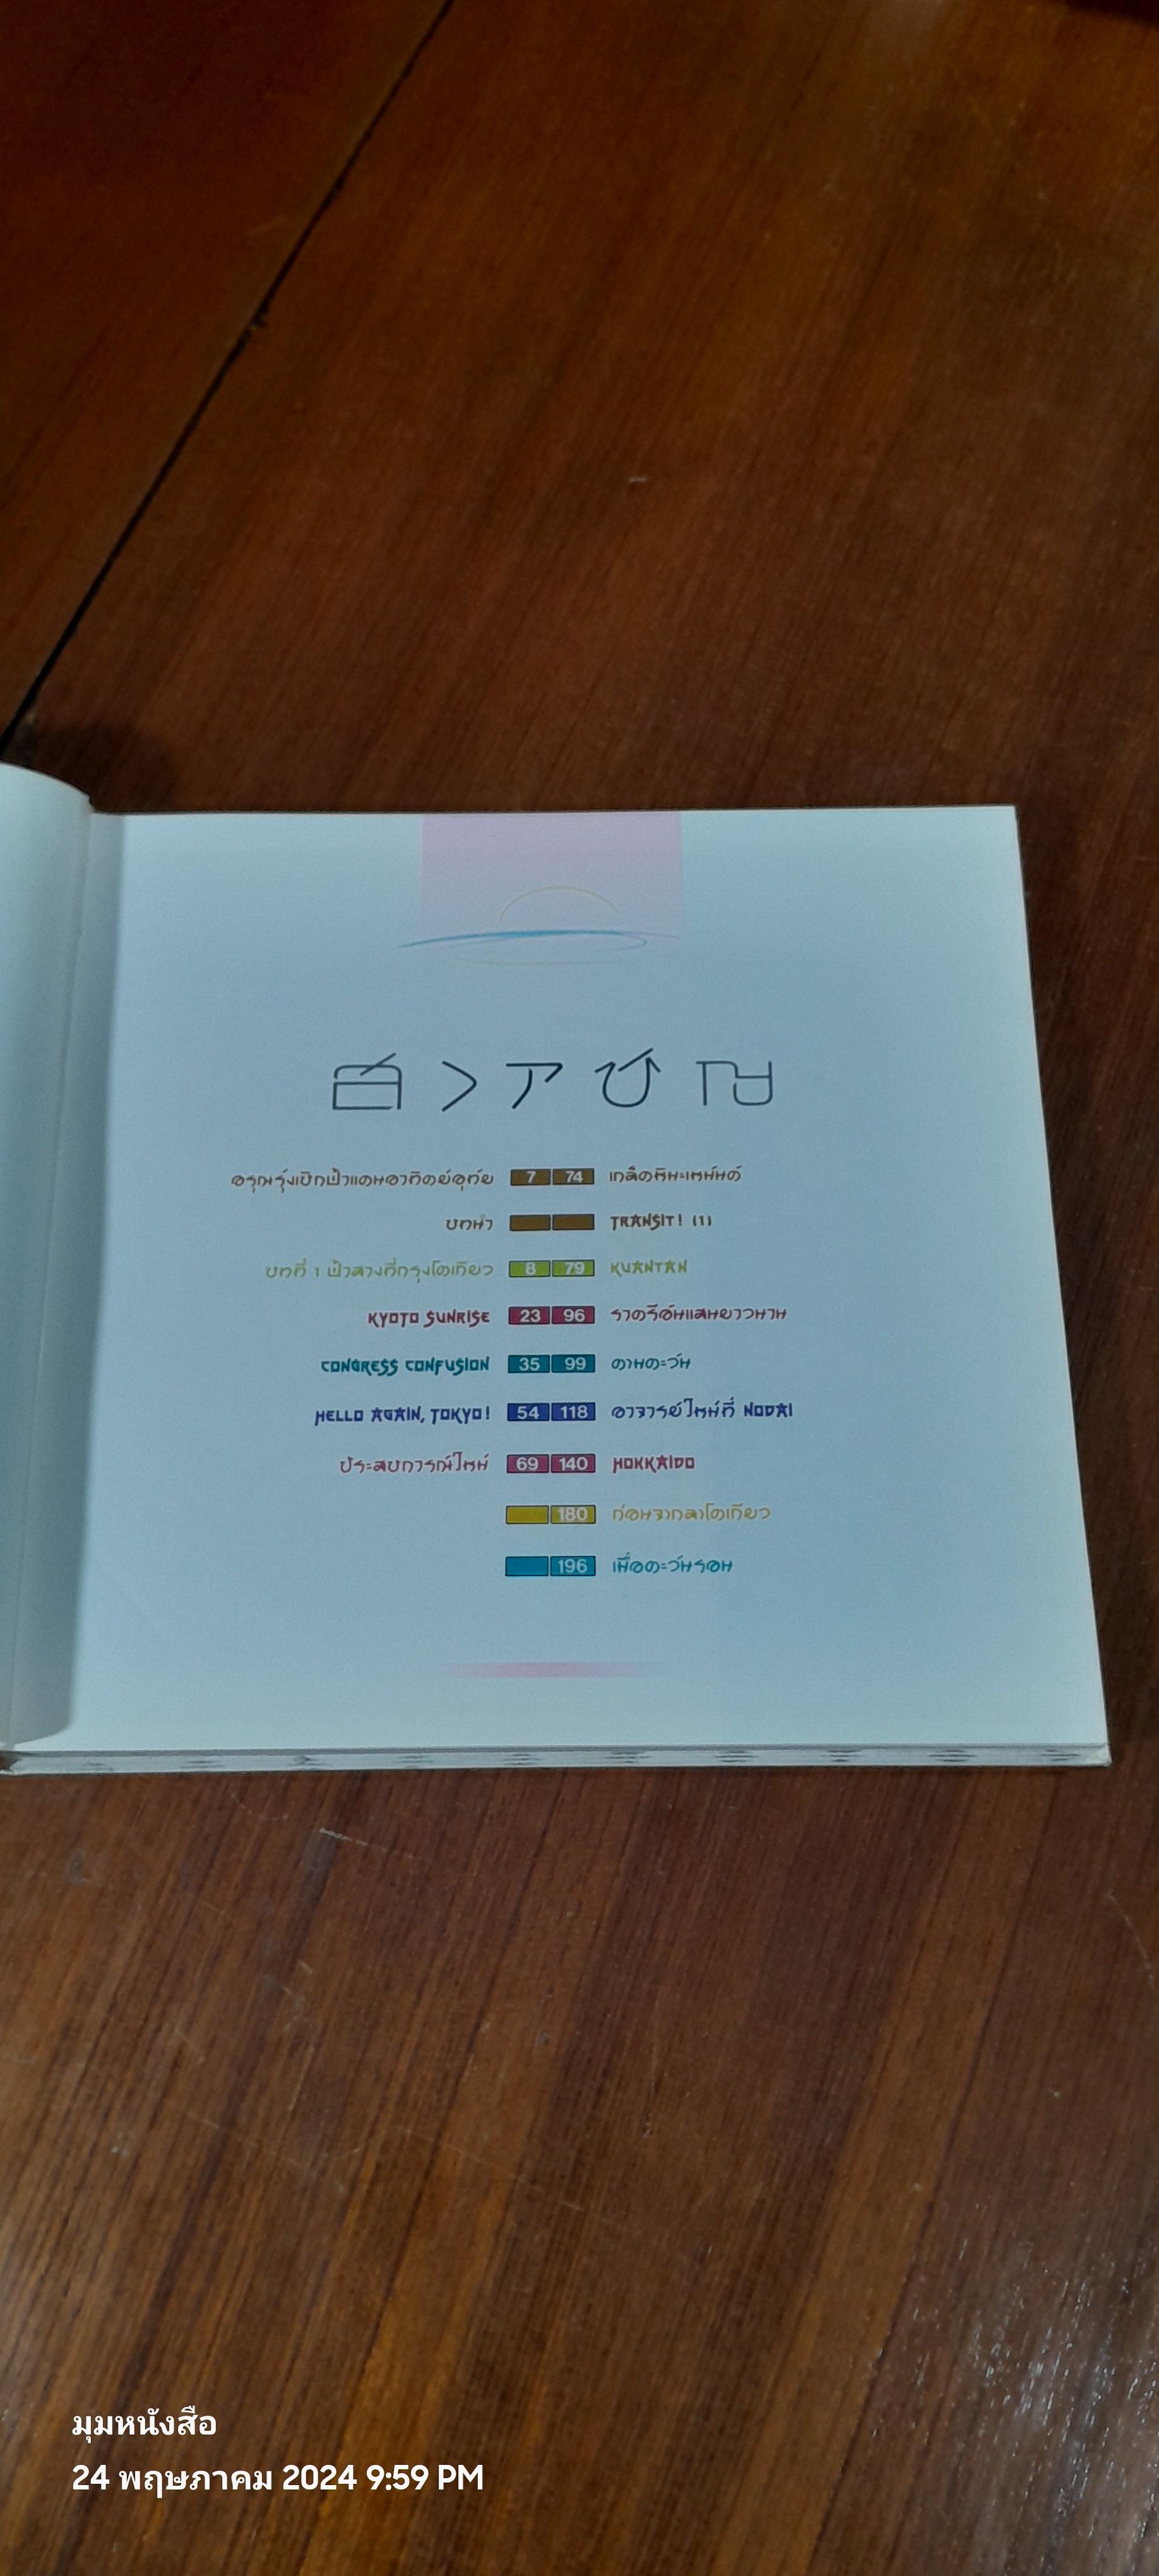 สารบัญ
อรุณรุ่งเบิกฟ้าแดนอาทิตย์อุทัย 7 74 เกล็ดหิมะเหมันต์
บทนำ TRANSIT! (1)
บทที่ 1 ฟ้าสางที่กรุงโตเกียว 8 79 KUANTAN
KYOTO SUNRISE 23 96 ราตรีอันแสนยาวนาน
CONGRESS CONFUSION 35 99 ตามตะวัน
HELLO AGAIN, TOKYO! 54 118 อาจารย์ใหม่ที่ NODAI
ประสบการณ์ใหม่ 69 140 HOKKAIDO
180 ก่อนจากลาโตเกียว
196 เมื่อตะวันรอน
มุมหนังสือ
24 พฤษภาคม 2024 9:59 PM